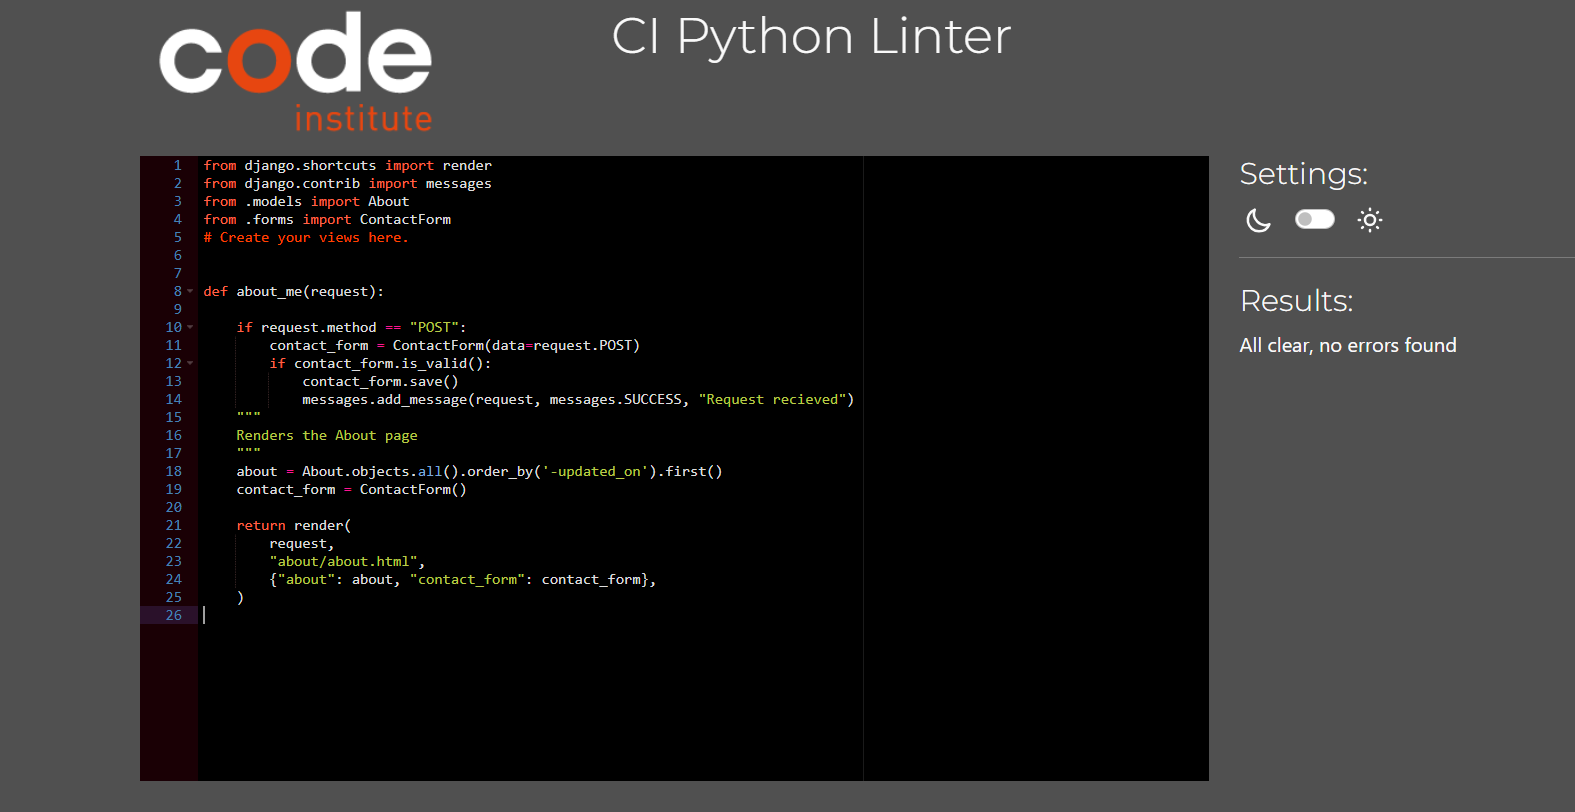 code
institute
CI Python Linter
1 from django.shortcuts import render
2 from django.contrib import messages
3 from .models import About
4 from .forms import ContactForm
5 # Create your views here.
6
7
8 def about_me(request):
9
10     if request.method == "POST":
11         contact_form = ContactForm(data=request.POST)
12         if contact_form.is_valid():
13             contact_form.save()
14             messages.add_message(request, messages.SUCCESS, "Request recieved")
15     """
16     Renders the About page
17     """
18     about = About.objects.all().order_by('-updated_on').first()
19     contact_form = ContactForm()
20
21     return render(
22         request,
23         "about/about.html",
24         {"about": about, "contact_form": contact_form},
25     )
26
Settings:
Results:
All clear, no errors found